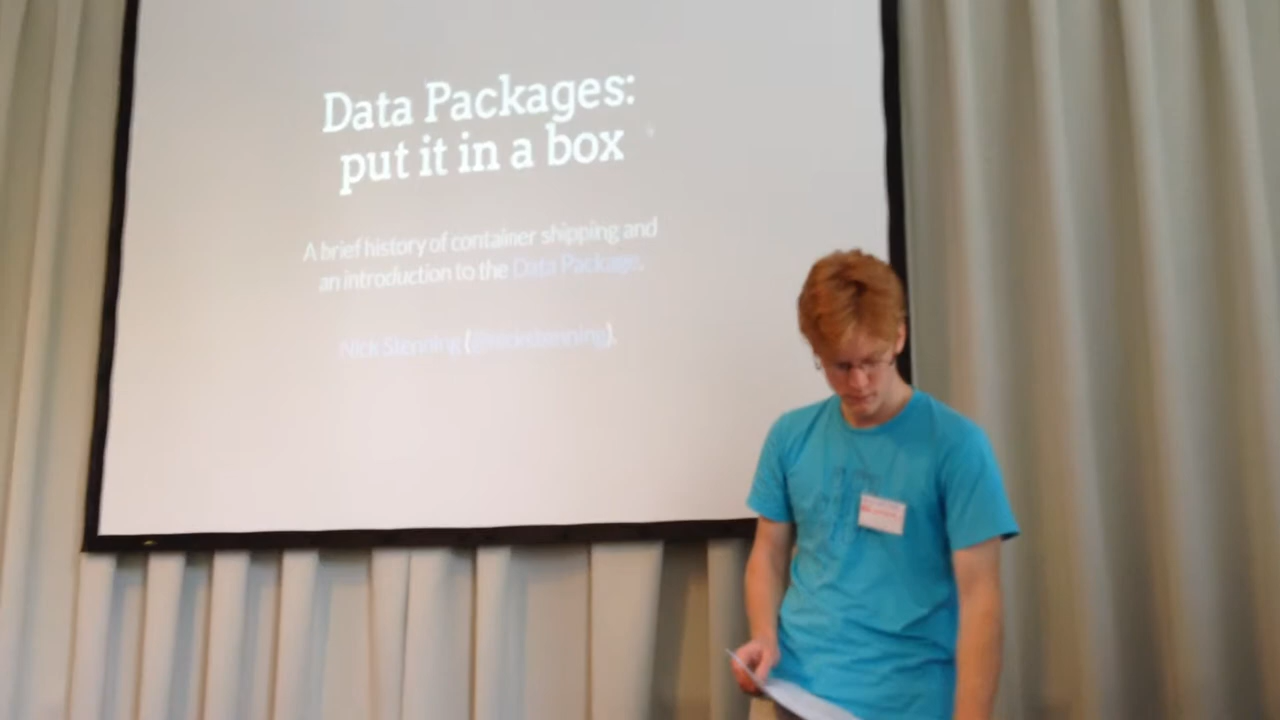 Data Packages:
put it in a box
A brief history of container shipping and
an introduction to the Data Package.
Nick Stenning (@nickstenning).